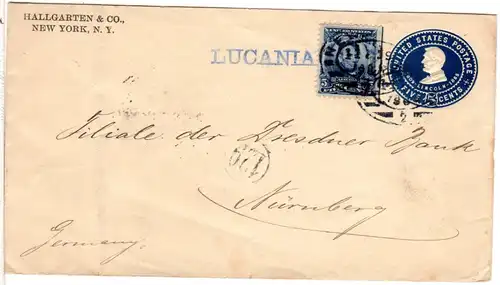 HALLGARTEN & CO.,
NEW YORK, N. Y.
LUCANIA
UNITED STATES POSTAGE
FIVE CENTS
Filiale der Dresdner Bank
Nürnberg
Germany.